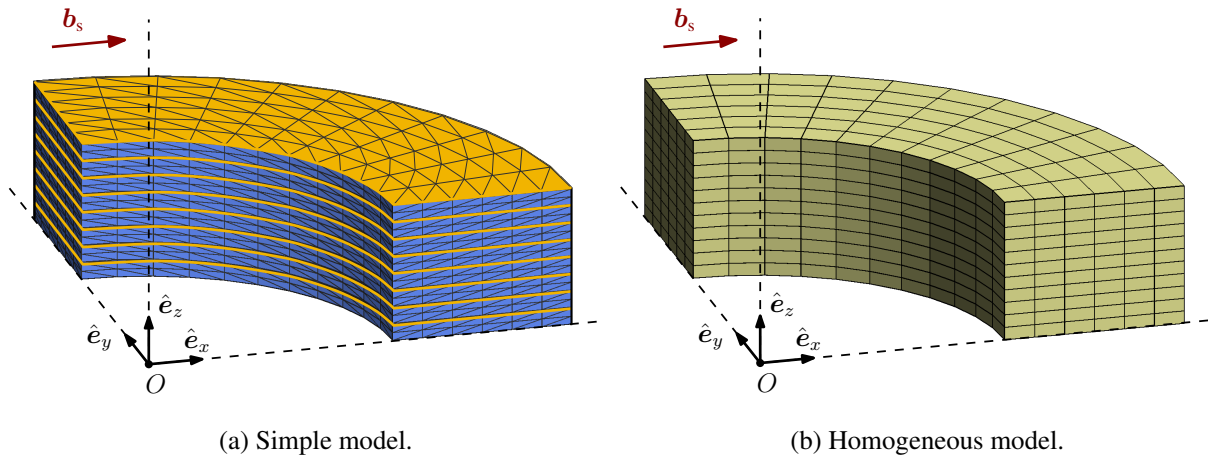 b_s
b_s
ê_z
ê_y
ê_x
O
ê_z
ê_y
ê_x
O
(a) Simple model.
(b) Homogeneous model.